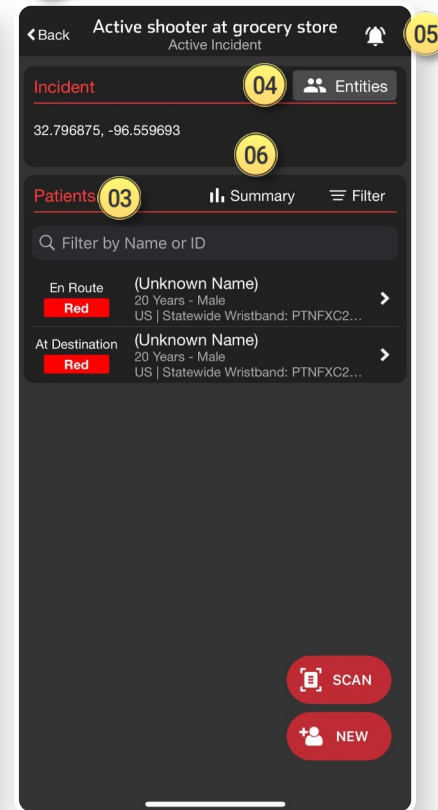 Back
Active shooter at grocery store
Active Incident
05
Incident
04
Entities
32.796875, -96.559693
06
Patients
03
Summary
Filter
Filter by Name or ID
En Route
Red
(Unknown Name)
20 Years - Male
US | Statewide Wristband: PTNFXC2...
At Destination
Red
(Unknown Name)
20 Years - Male
US | Statewide Wristband: PTNFXC2...
SCAN
NEW